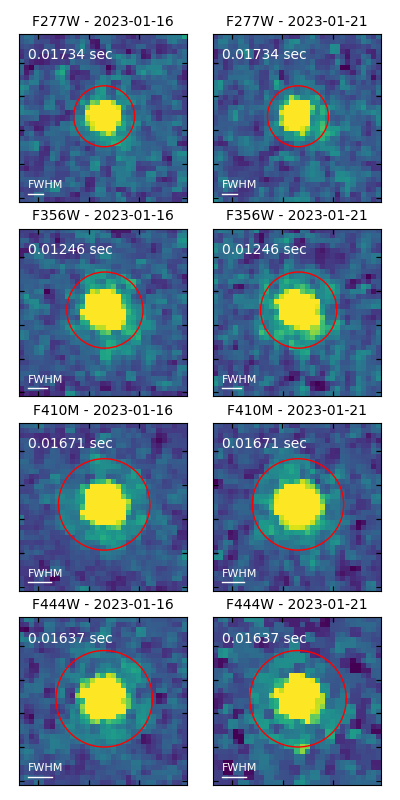 F277W - 2023-01-16
F277W - 2023-01-21
0.01734 sec
0.01734 sec
FWHM
FWHM
F356W - 2023-01-16
F356W - 2023-01-21
0.01246 sec
0.01246 sec
FWHM
FWHM
F410M - 2023-01-16
F410M - 2023-01-21
0.01671 sec
0.01671 sec
FWHM
FWHM
F444W - 2023-01-16
F444W - 2023-01-21
0.01637 sec
0.01637 sec
FWHM
FWHM